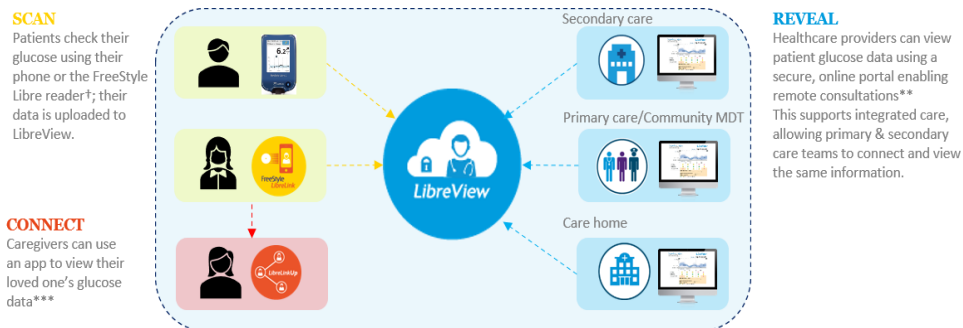 SCAN
Patients check their
glucose using their
phone or the FreeStyle
Libre reader†; their
data is uploaded to
LibreView.
CONNECT
Caregivers can use
an app to view their
loved one's glucose
data***
6.2
FreeStyle
LibreLink
LibreLinkUp
LibreView
Secondary care
Primary care/Community MDT
Care home
REVEAL
Healthcare providers can view
patient glucose data using a
secure, online portal enabling
remote consultations**
This supports integrated care,
allowing primary & secondary
care teams to connect and view
the same information.